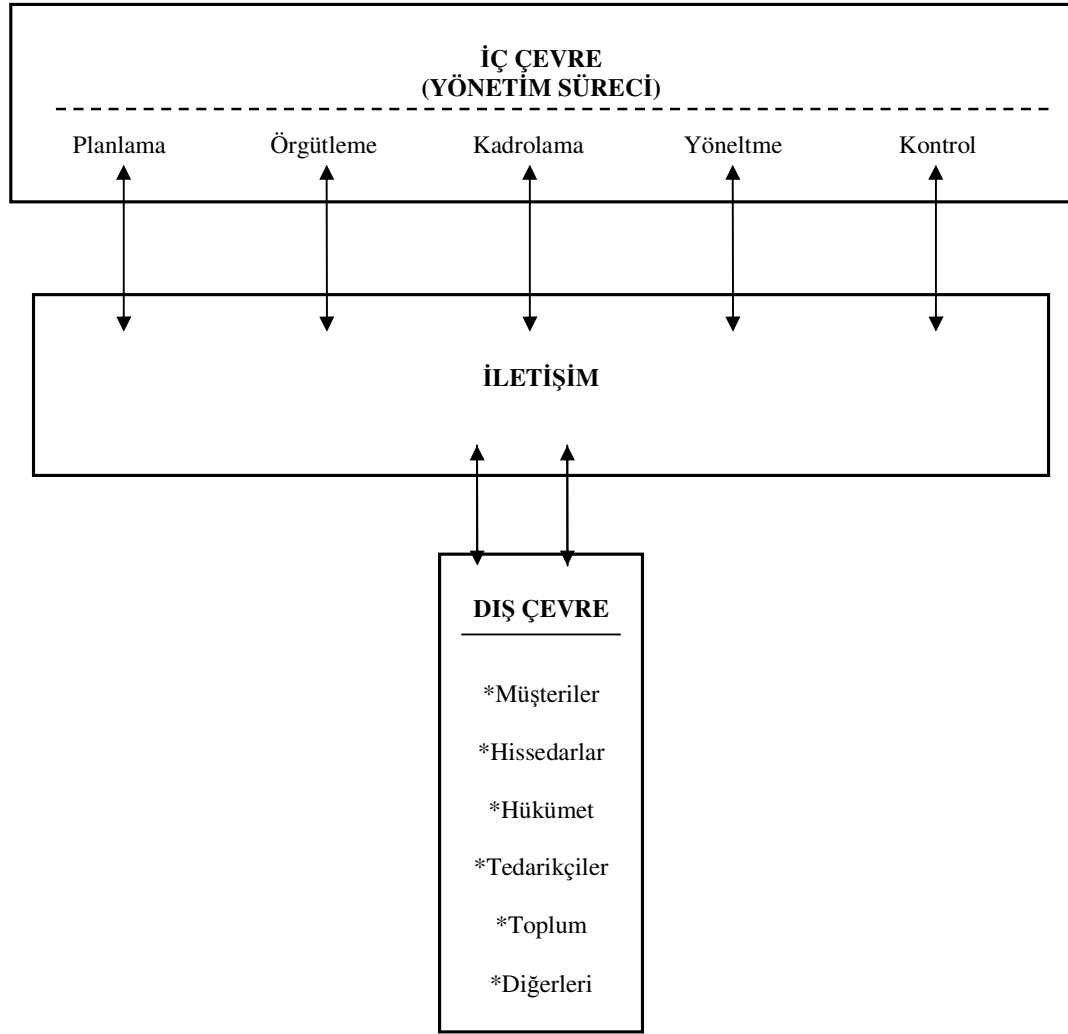 İÇ ÇEVRE
(YÖNETİM SÜRECİ)
Planlama Örgütleme Kadrolama Yöneltme Kontrol
İLETİŞİM
DIŞ ÇEVRE
*Müşteriler
*Hissedarlar
*Hükümet
*Tedarikçiler
*Toplum
*Diğerleri